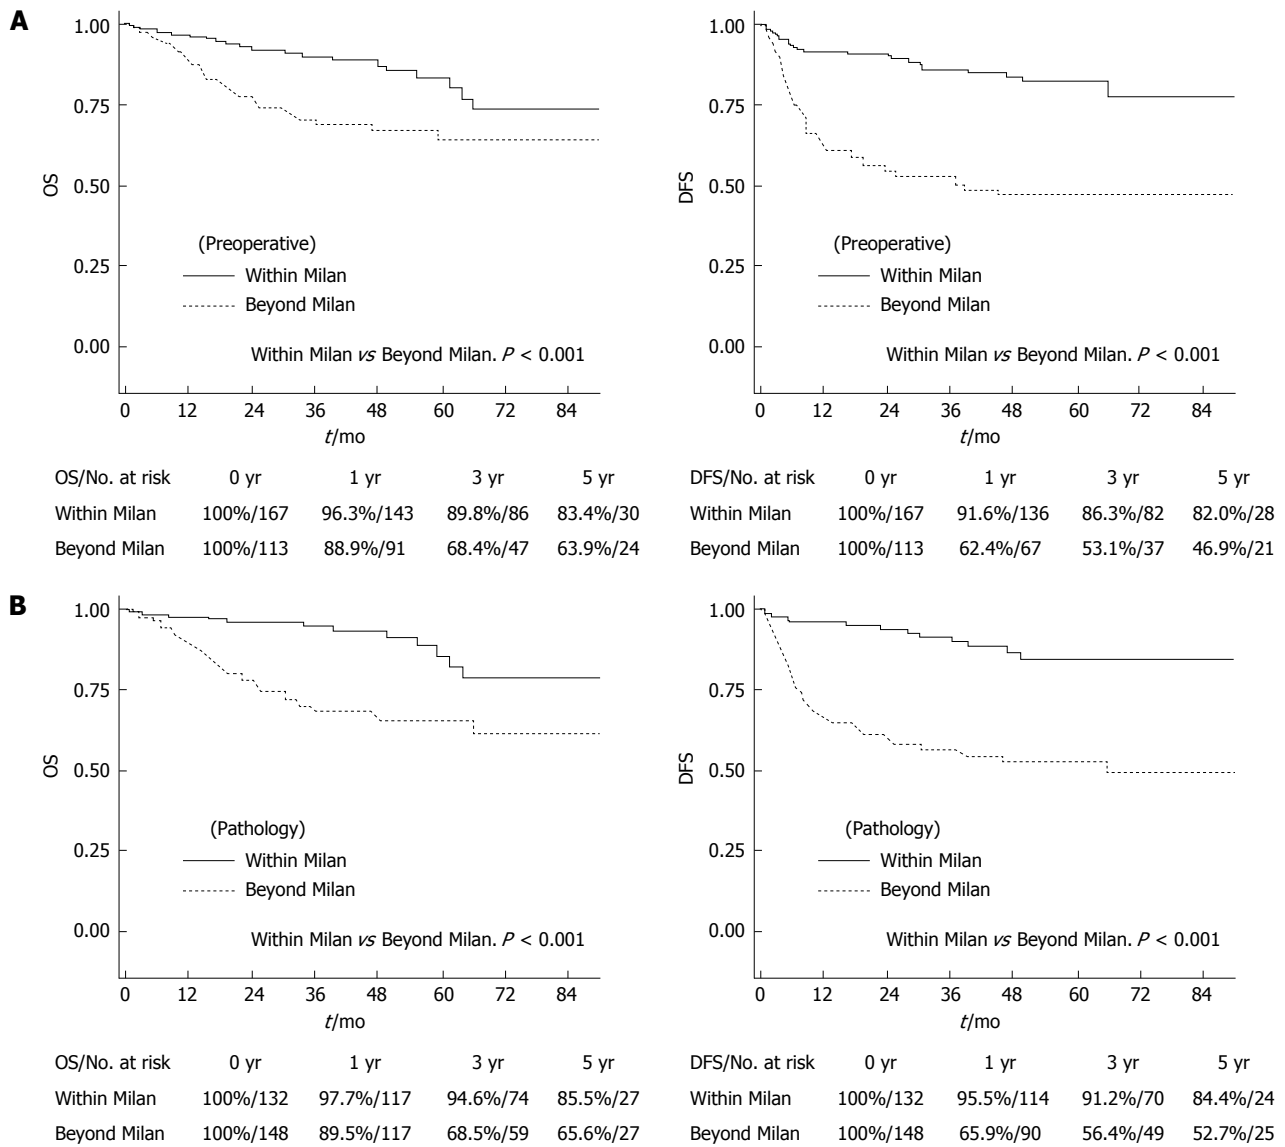 A
1.00
0.75
0.50
0.25
0.00
OS
(Preoperative)
Within Milan
Beyond Milan
Within Milan vs Beyond Milan. P < 0.001
0 12 24 36 48 60 72 84
t/mo
OS/No. at risk 0 yr 1 yr 3 yr 5 yr
Within Milan 100%/167 96.3%/143 89.8%/86 83.4%/30
Beyond Milan 100%/113 88.9%/91 68.4%/47 63.9%/24
1.00
0.75
0.50
0.25
0.00
DFS
(Preoperative)
Within Milan
Beyond Milan
Within Milan vs Beyond Milan. P < 0.001
0 12 24 36 48 60 72 84
t/mo
DFS/No. at risk 0 yr 1 yr 3 yr 5 yr
Within Milan 100%/167 91.6%/136 86.3%/82 82.0%/28
Beyond Milan 100%/113 62.4%/67 53.1%/37 46.9%/21
B
1.00
0.75
0.50
0.25
0.00
OS
(Pathology)
Within Milan
Beyond Milan
Within Milan vs Beyond Milan. P < 0.001
0 12 24 36 48 60 72 84
t/mo
OS/No. at risk 0 yr 1 yr 3 yr 5 yr
Within Milan 100%/132 97.7%/117 94.6%/74 85.5%/27
Beyond Milan 100%/148 89.5%/117 68.5%/59 65.6%/27
1.00
0.75
0.50
0.25
0.00
DFS
(Pathology)
Within Milan
Beyond Milan
Within Milan vs Beyond Milan. P < 0.001
0 12 24 36 48 60 72 84
t/mo
DFS/No. at risk 0 yr 1 yr 3 yr 5 yr
Within Milan 100%/132 95.5%/114 91.2%/70 84.4%/24
Beyond Milan 100%/148 65.9%/90 56.4%/49 52.7%/25